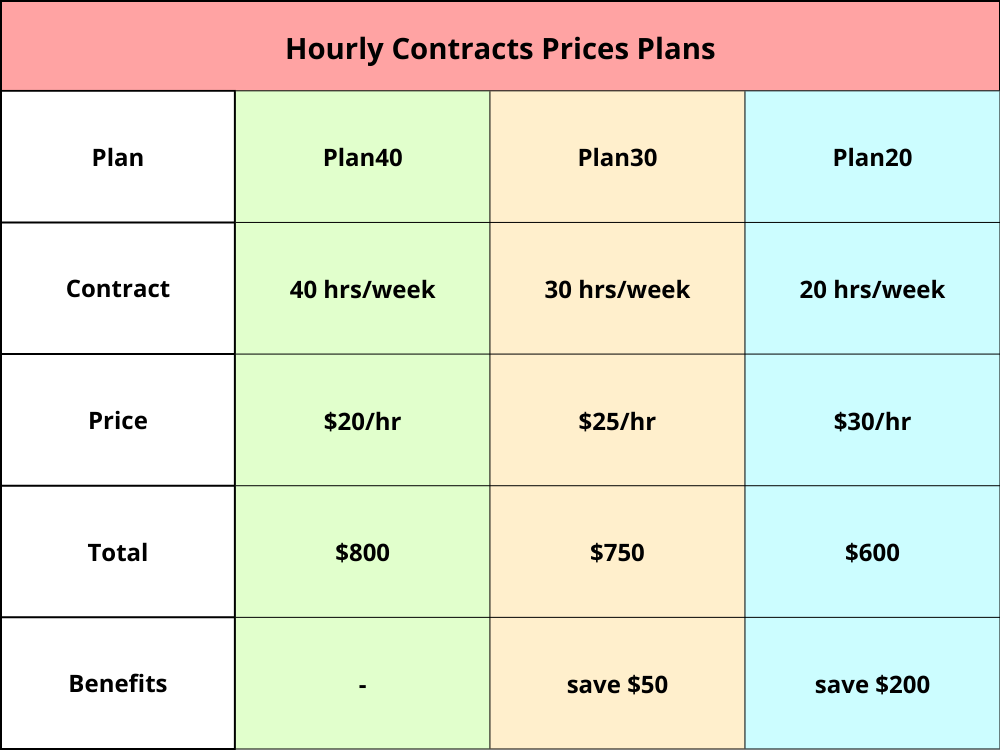 Hourly Contracts Prices Plans
Plan Plan40 Plan30 Plan20
Contract 40 hrs/week 30 hrs/week 20 hrs/week
Price $20/hr $25/hr $30/hr
Total $800 $750 $600
Benefits - save $50 save $200